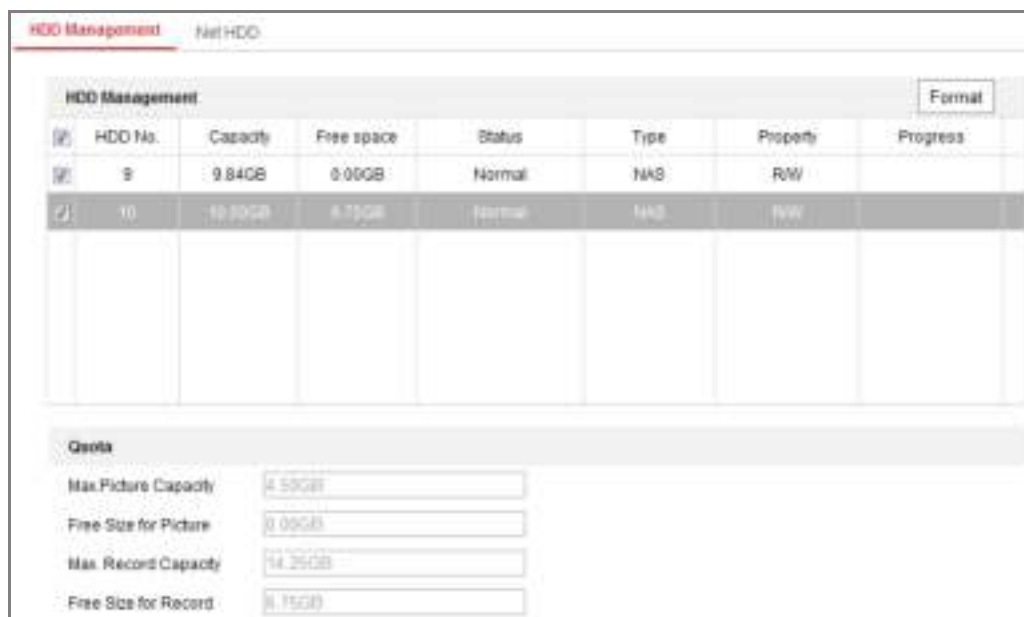 HDD Management Net HDD
HDD Management Format
HDD No. Capacity Free space Status Type Property Progress
9 9.84GB 0.00GB Normal NAS R/W
10 Normal NAS R/W
Quota
Max.Picture Capacity 4.50GB
Free Size for Picture 0.00GB
Max. Record Capacity 14.25GB
Free Size for Record 6.75GB